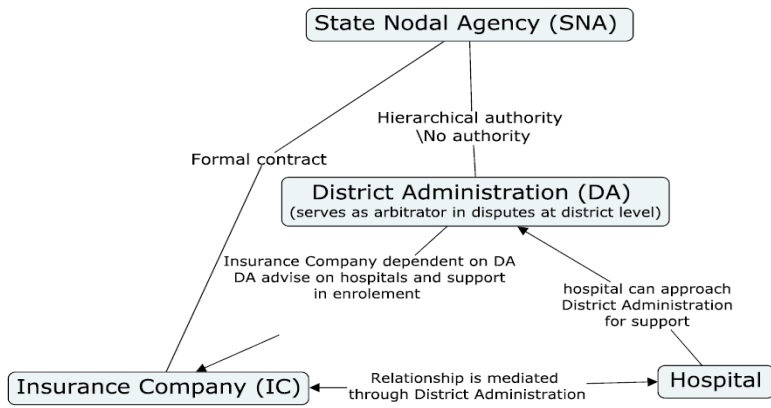 State Nodal Agency (SNA)
Hierarchical authority
\No authority
Formal contract
District Administration (DA)
(serves as arbitrator in disputes at district level)
Insurance Company dependent on DA
DA advise on hospitals and support
in enrolement
hospital can approach
District Administration
for support
Insurance Company (IC)
Relationship is mediated
through District Administration
Hospital